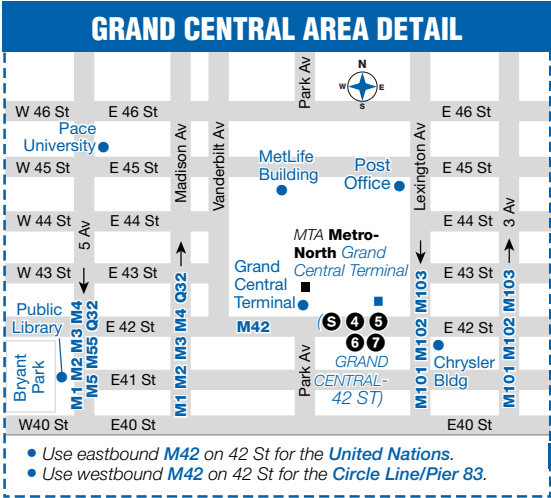 GRAND CENTRAL AREA DETAIL
Park Av
N
W
E
S
W 46 St
E 46 St
E 46 St
Pace
University
Madison Av
Vanderbilt Av
Lexington Av
MetLife
Building
Post
Office
W 45 St
E 45 St
E 45 St
W 44 St
E 44 St
E 44 St
5 Av
3 Av
MTA Metro-
North Grand
Central Terminal
W 43 St
E 43 St
E 43 St
Grand
Central
Terminal
Public
Library
M1 M2 M3 M4
M5 M55 Q32
M1 M2 M3 M4 Q32
M101 M102 M103
M101 M102 M103
E 42 St
M42
(S 4 5
6 7
GRAND
CENTRAL-
42 ST)
E 42 St
Chrysler
Bldg
Bryant
Park
E41 St
Park Av
W40 St
E40 St
E40 St
• Use eastbound M42 on 42 St for the United Nations.
• Use westbound M42 on 42 St for the Circle Line/Pier 83.